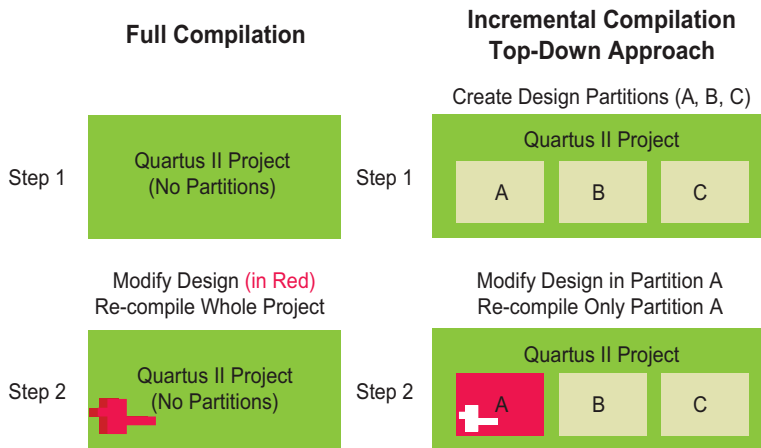 Full Compilation
Incremental Compilation
Top-Down Approach
Create Design Partitions (A, B, C)
Step 1
Quartus II Project
(No Partitions)
Step 1
Quartus II Project
A
B
C
Modify Design (in Red)
Re-compile Whole Project
Modify Design in Partition A
Re-compile Only Partition A
Step 2
Quartus II Project
(No Partitions)
Step 2
Quartus II Project
A
B
C